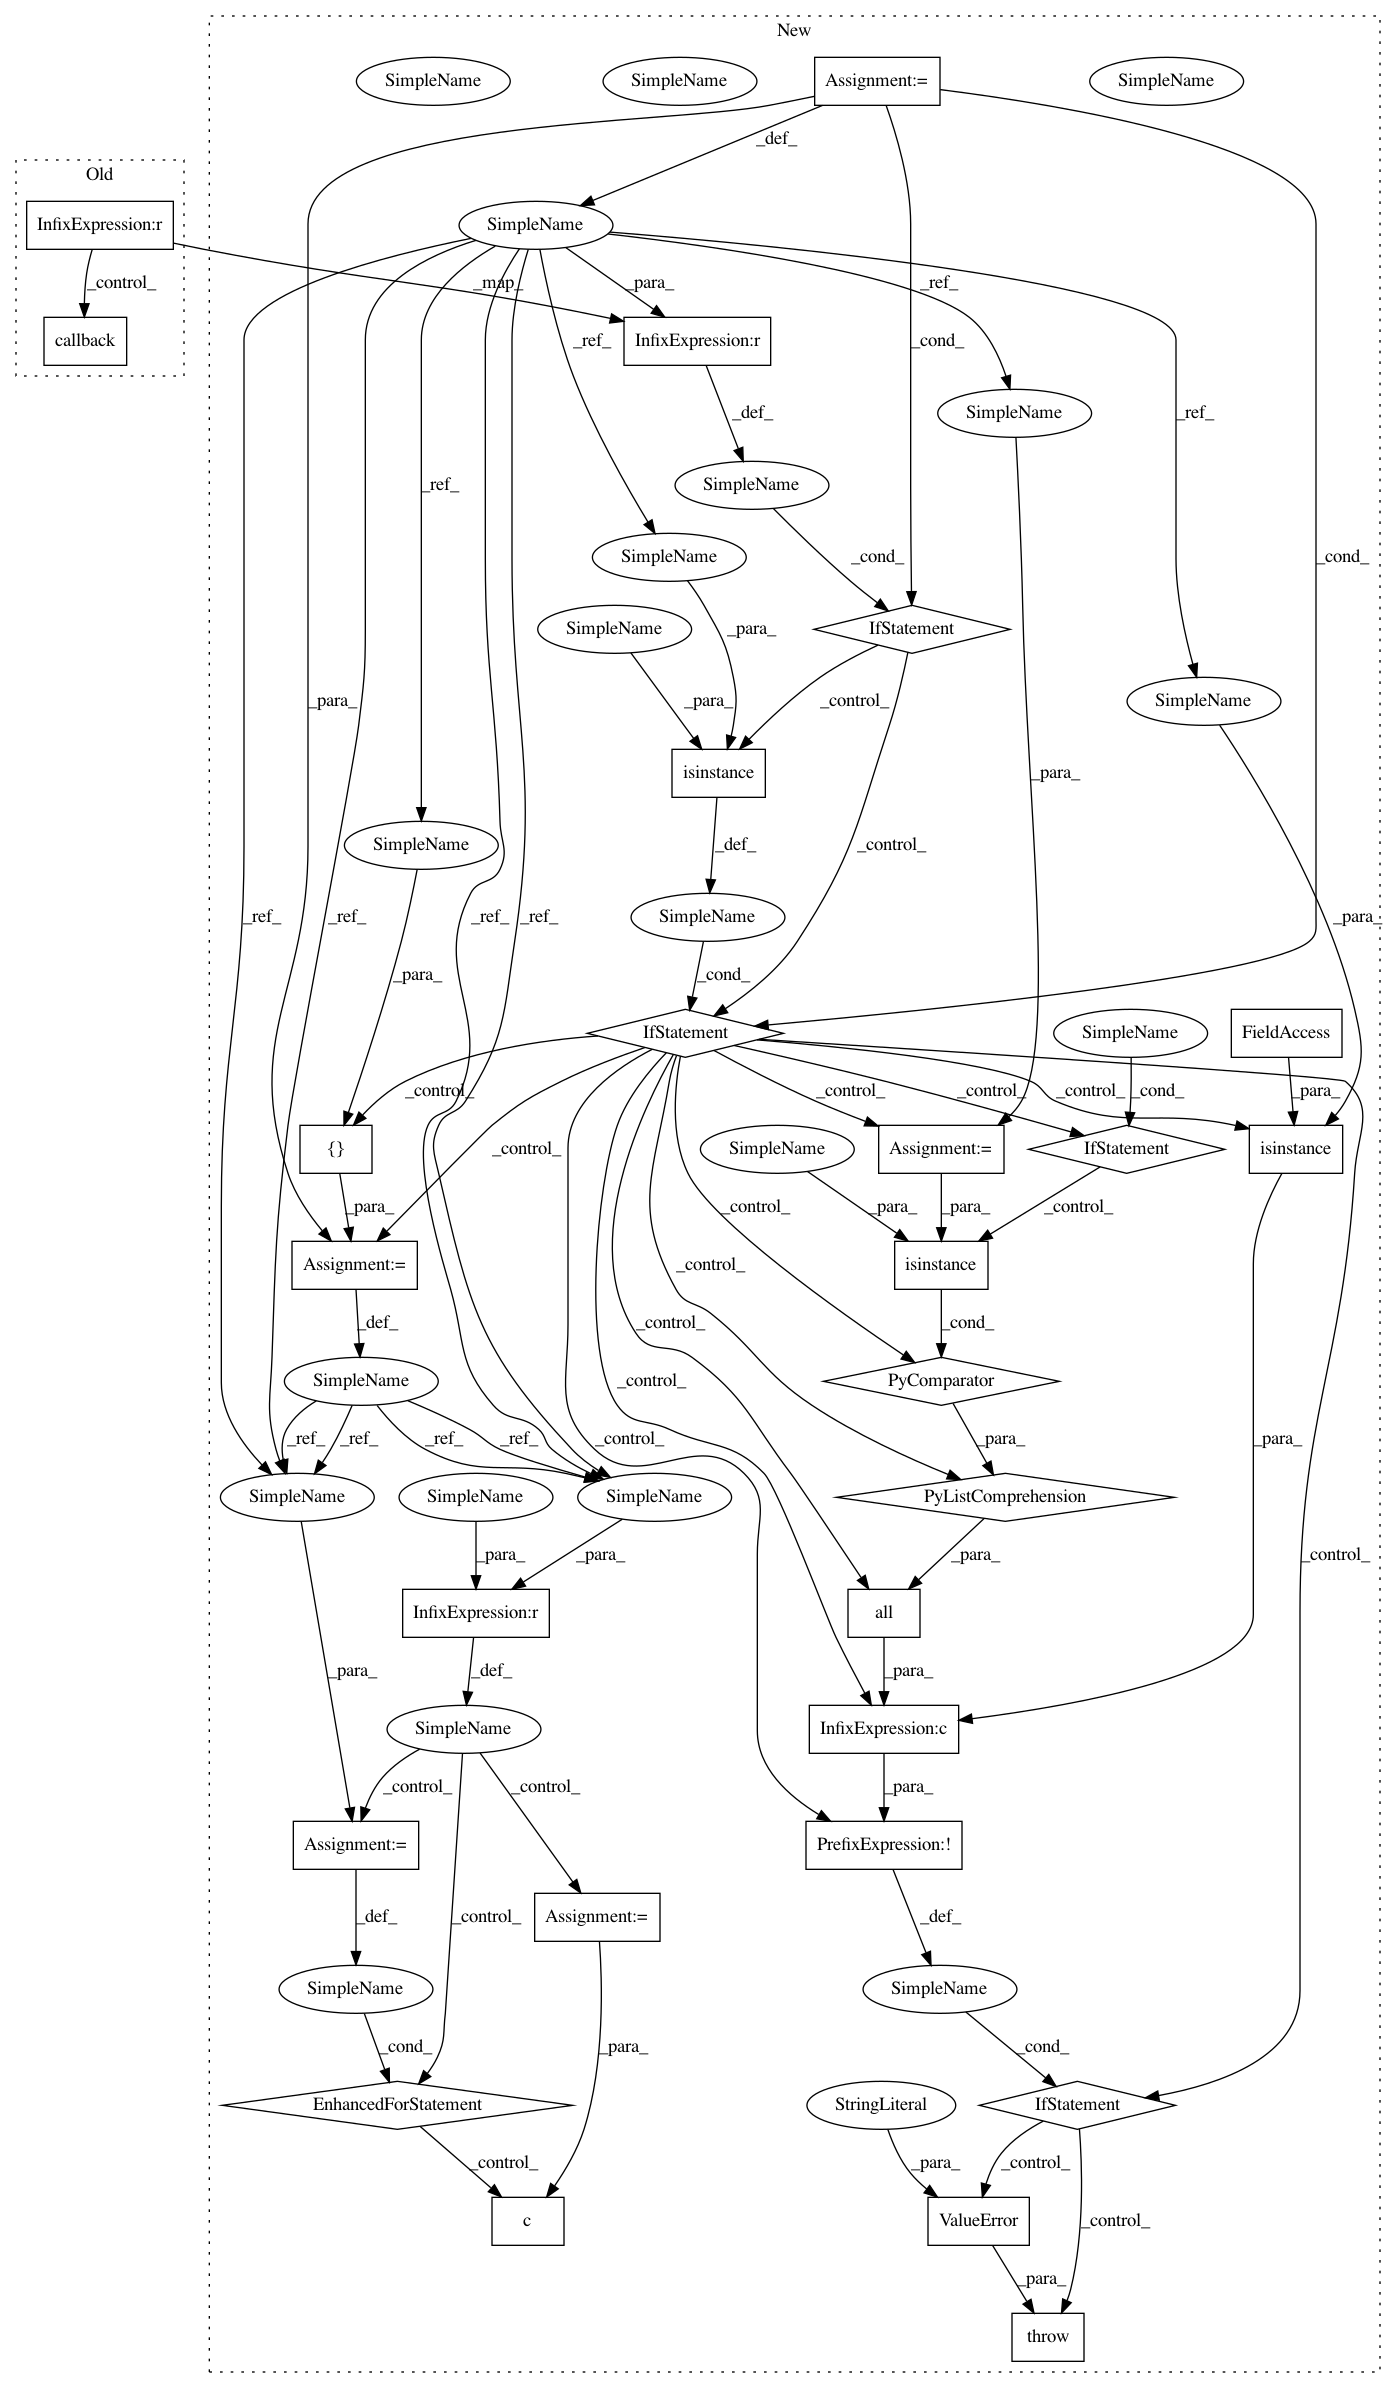 New
SimpleName
SimpleName
Assignment:=
SimpleName
_def_
Old
InfixExpression:r
SimpleName
_control_
_map_
_para_
_ref_
callback
InfixExpression:r
_ref_
_cond_
_def_
SimpleName
_ref_
_ref_
SimpleName
SimpleName
_cond_
_cond_
SimpleName
IfStatement
_para_
_para_
_para_
_control_
SimpleName
isinstance
_para_
_def_
_control_
SimpleName
_ref_
_ref_
_ref_
_ref_
SimpleName
_para_
_para_
_cond_
IfStatement
SimpleName
FieldAccess
_control_
_control_
_control_
_control_
_cond_
_para_
{}
_control_
SimpleName
Assignment:=
IfStatement
isinstance
_para_
_control_
_para_
_para_
_control_
Assignment:=
_control_
isinstance
_def_
_control_
_cond_
SimpleName
_control_
PyComparator
_ref_
_ref_
_ref_
_ref_
_control_
_para_
_para_
SimpleName
SimpleName
SimpleName
PyListComprehension
_para_
_para_
_para_
_control_
InfixExpression:r
all
_para_
_def_
_para_
SimpleName
InfixExpression:c
_control_
_control_
_para_
Assignment:=
PrefixExpression:!
_def_
_control_
Assignment:=
_def_
SimpleName
SimpleName
_cond_
_para_
_cond_
EnhancedForStatement
StringLiteral
IfStatement
_control_
_para_
_control_
c
ValueError
_control_
_para_
throw